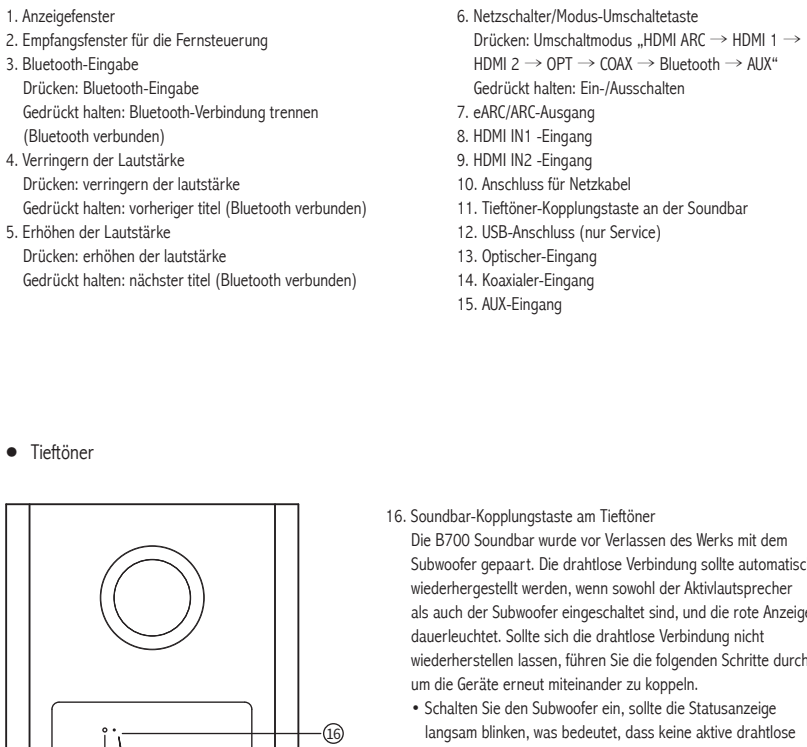 1. Anzeigefenster
2. Empfangsfenster für die Fernsteuerung
3. Bluetooth-Eingabe
Drücken: Bluetooth-Eingabe
Gedrückt halten: Bluetooth-Verbindung trennen
(Bluetooth verbunden)
4. Verringern der Lautstärke
Drücken: verringern der lautstärke
Gedrückt halten: vorheriger titel (Bluetooth verbunden)
5. Erhöhen der Lautstärke
Drücken: erhöhen der lautstärke
Gedrückt halten: nächster titel (Bluetooth verbunden)
6. Netzschalter/Modus-Umschaltetaste
Drücken: Umschaltmodus „HDMI ARC → HDMI 1 →
HDMI 2 → OPT → COAX → Bluetooth → AUX“
Gedrückt halten: Ein-/Ausschalten
7. eARC/ARC-Ausgang
8. HDMI IN1 -Eingang
9. HDMI IN2 -Eingang
10. Anschluss für Netzkabel
11. Tieftöner-Kopplungstaste an der Soundbar
12. USB-Anschluss (nur Service)
13. Optischer-Eingang
14. Koaxialer-Eingang
15. AUX-Eingang
• Tieftöner
16
16. Soundbar-Kopplungstaste am Tieftöner
Die B700 Soundbar wurde vor Verlassen des Werks mit dem
Subwoofer gepaart. Die drahtlose Verbindung sollte automatisc
wiederhergestellt werden, wenn sowohl der Aktivlautsprecher
als auch der Subwoofer eingeschaltet sind, und die rote Anzeige
dauerleuchtet. Sollte sich die drahtlose Verbindung nicht
wiederherstellen lassen, führen Sie die folgenden Schritte durch
um die Geräte erneut miteinander zu koppeln.
• Schalten Sie den Subwoofer ein, sollte die Statusanzeige
langsam blinken, was bedeutet, dass keine aktive drahtlose